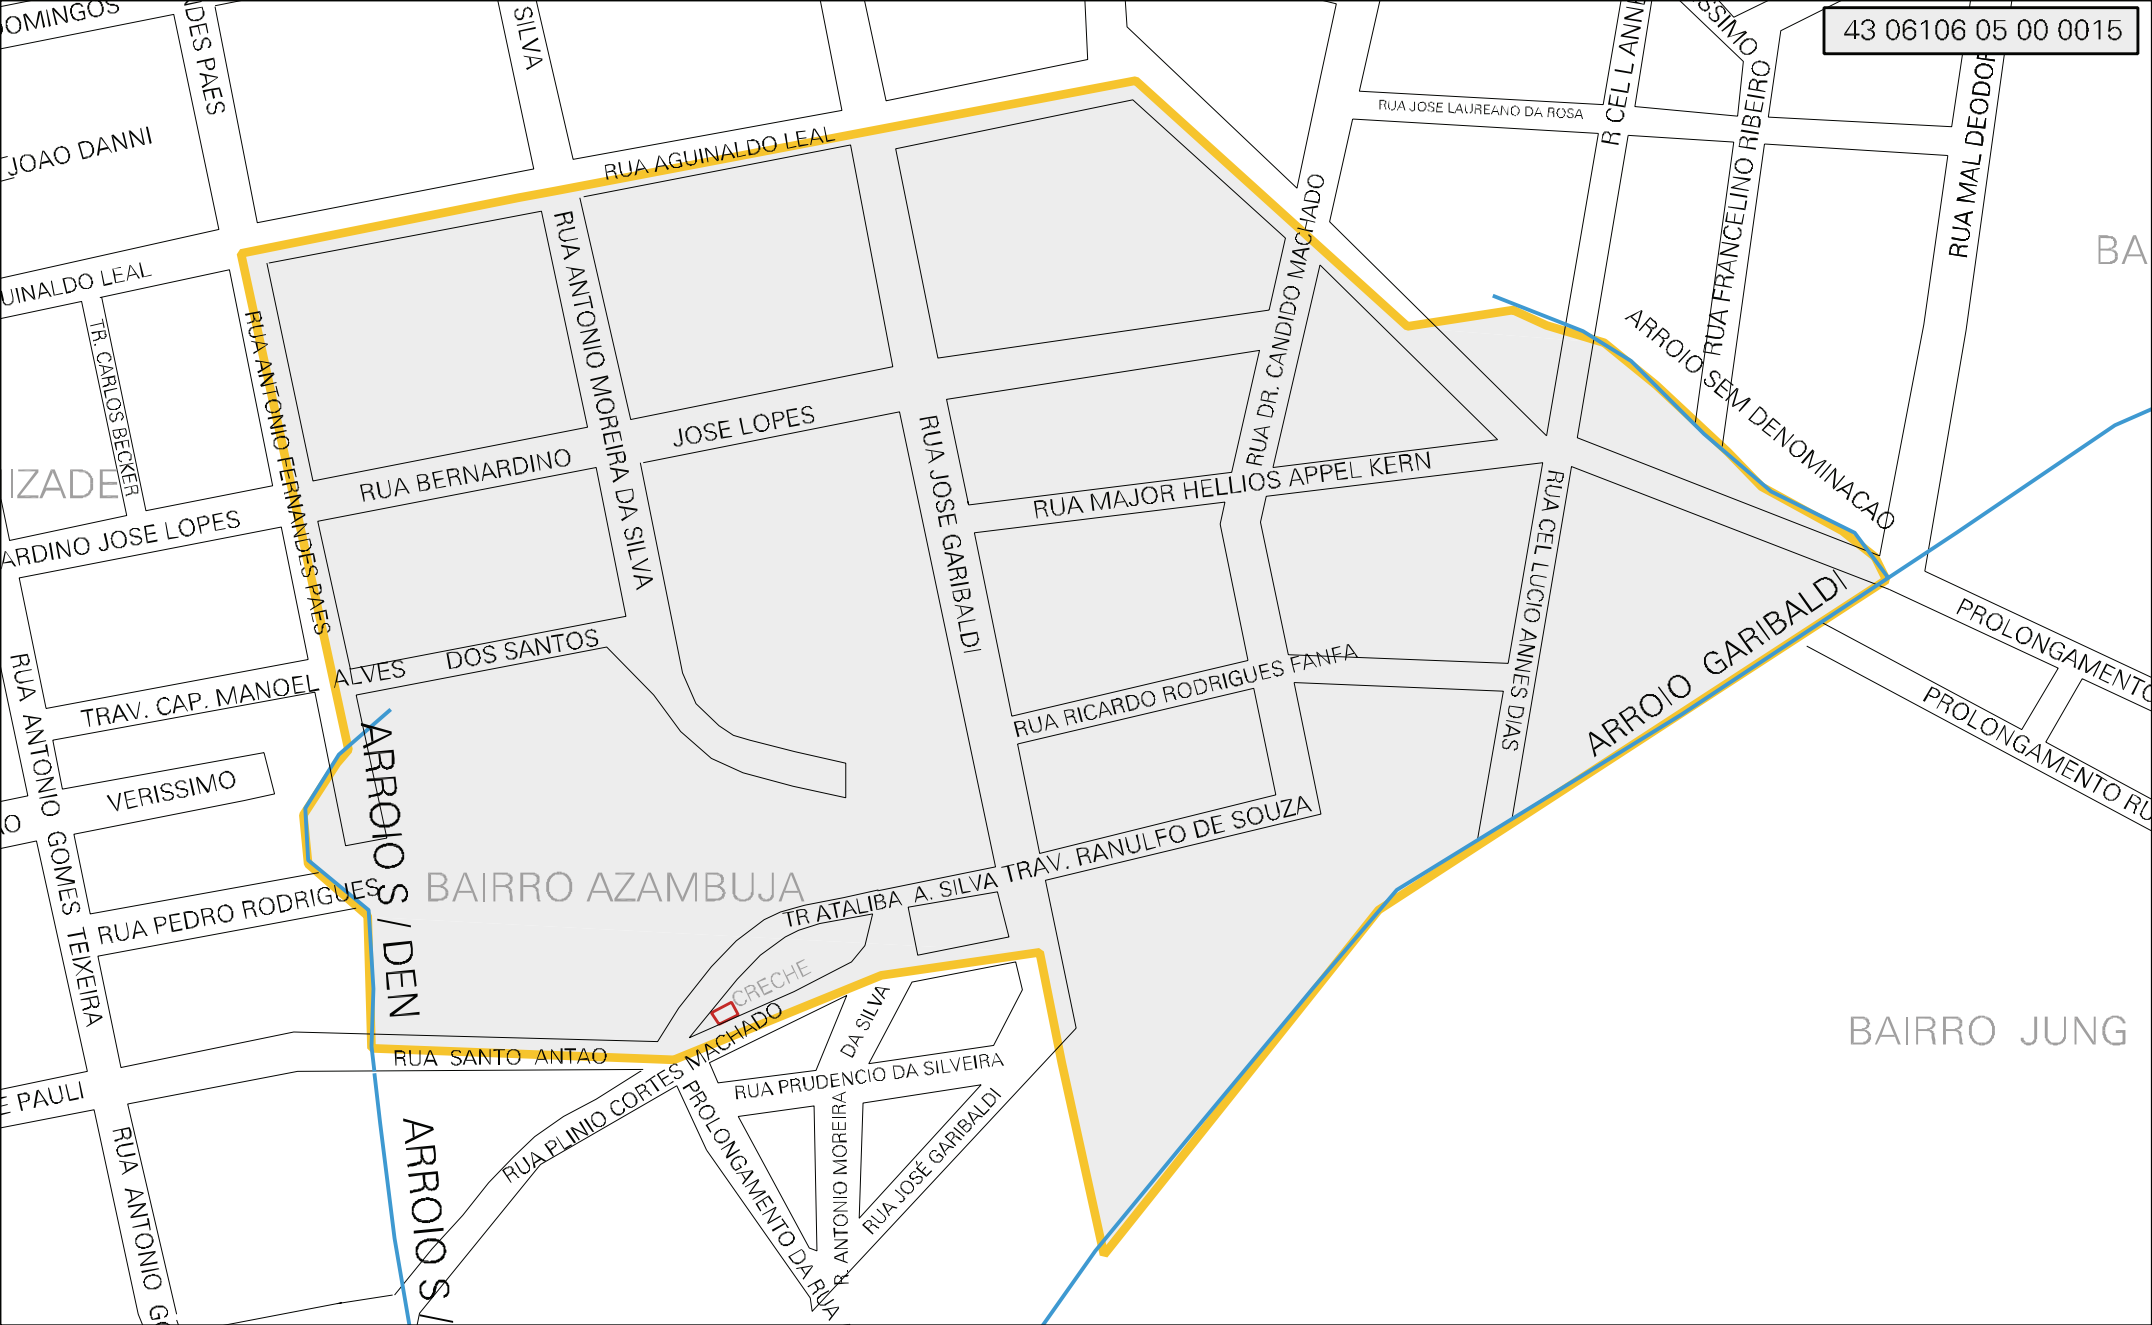 43 06106 05 00 0015
DOMINGOS
DES PAES
SILVA
JOAO DANNI
RUA AGUINALDO LEAL
RUA JOSE LAUREANO DA ROSA
R CEL L ANNE
SSIMO
RUA FRANCELINO RIBEIRO
RUA MAL DEODOR
BA
UINALDO LEAL
TR. CARLOS BECKER
RUA ANTONIO FERNANDES PAES
RUA ANTONIO MOREIRA DA SILVA
RUA DR. CANDIDO MACHADO
ARROIO SEM DENOMINACAO
IZADE
ARDINO JOSE LOPES
RUA BERNARDINO
JOSE LOPES
RUA JOSE GARIBALDI
RUA MAJOR HELLIOS APPEL KERN
RUA CEL LUCIO ANNES DIAS
ARROIO GARIBALDI
PROLONGAMENTO
PROLONGAMENTO RU
TRAV. CAP. MANOEL ALVES
DOS SANTOS
RUA RICARDO RODRIGUES FANFA
RUA ANTONIO GOMES TEIXEIRA
VERISSIMO
ARROIO S / DEN
BAIRRO AZAMBUJA
RUA PEDRO RODRIGUES
TR ATALIBA A. SILVA
TRAV. RANULFO DE SOUZA
CRECHE
RUA SANTO ANTAO
RUA PLINIO CORTES MACHADO
DA SILVA
RUA PRUDENCIO DA SILVEIRA
R. ANTONIO MOREIRA
RUA JOSÉ GARIBALDI
PROLONGAMENTO DA RUA
BAIRRO JUNG
E PAULI
RUA ANTONIO GO
ARROIO S /